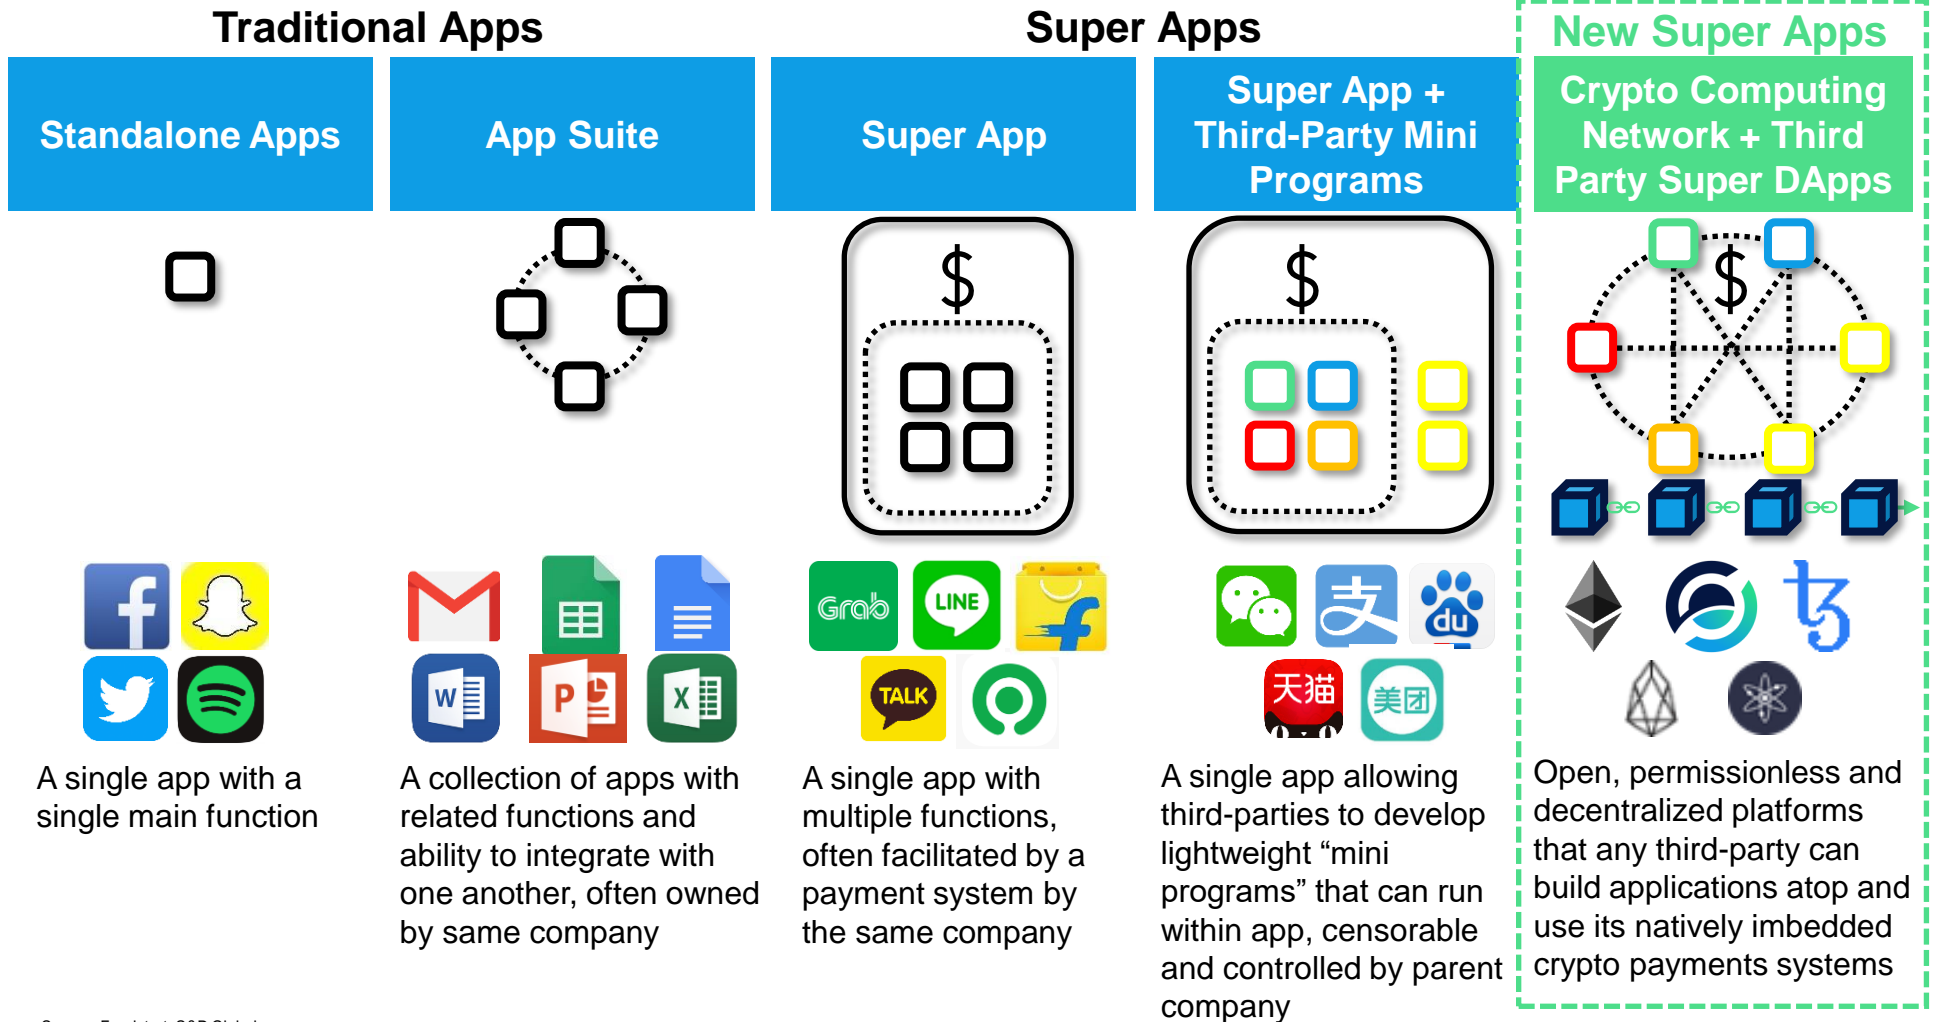 Traditional Apps
Super Apps
New Super Apps
Standalone Apps
App Suite
Super App
Super App +
Third-Party Mini
Programs
Crypto Computing
Network + Third
Party Super DApps
$
$
$
Grab
LINE
支
du
W
P
X
TALK
天猫
美团
A single app with a
single main function
A collection of apps with
related functions and
ability to integrate with
one another, often owned
by same company
A single app with
multiple functions,
often facilitated by a
payment system by
the same company
A single app allowing
third-parties to develop
lightweight “mini
programs” that can run
within app, censorable
and controlled by parent
company
Open, permissionless and
decentralized platforms
that any third-party can
build applications atop and
use its natively imbedded
crypto payments systems